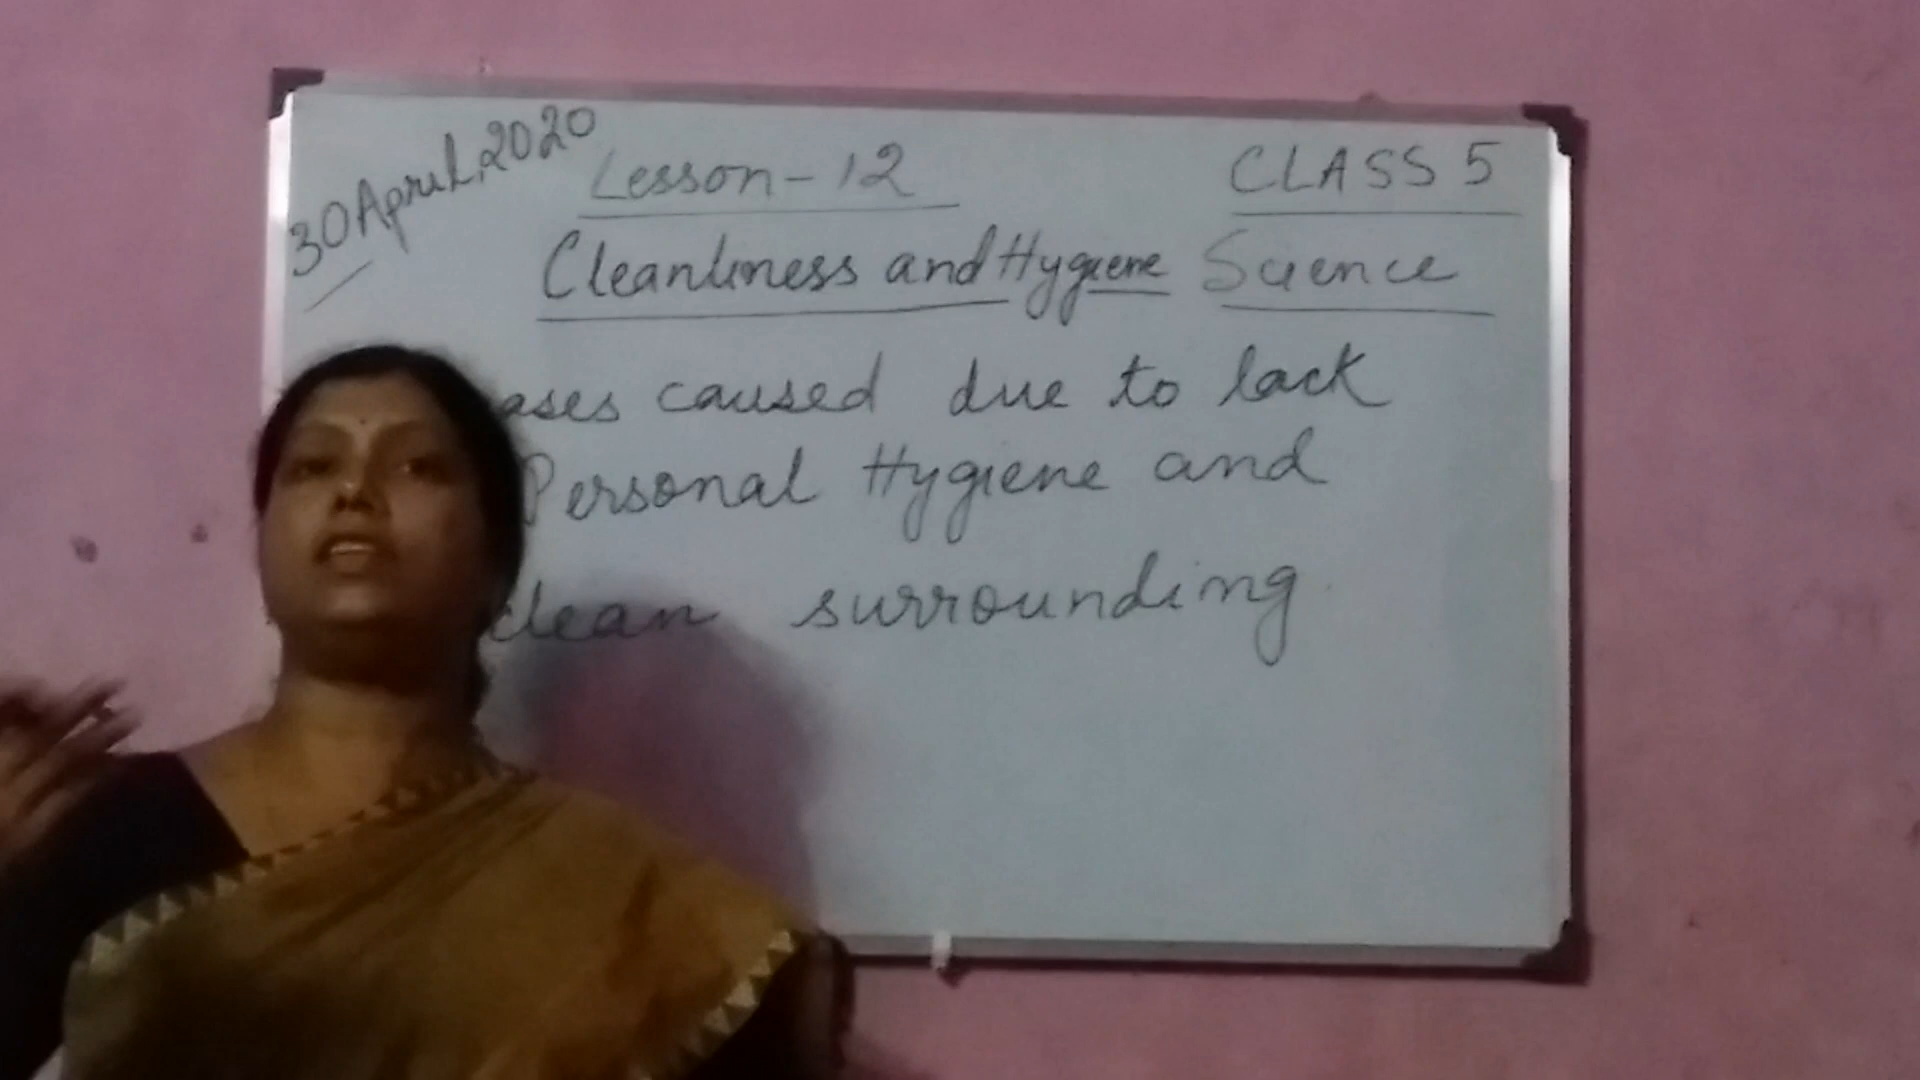 30 April, 2020
Lesson-12
CLASS 5
Cleanliness and Hygiene
Science
ases caused due to lack
Personal Hygiene and
clean surrounding